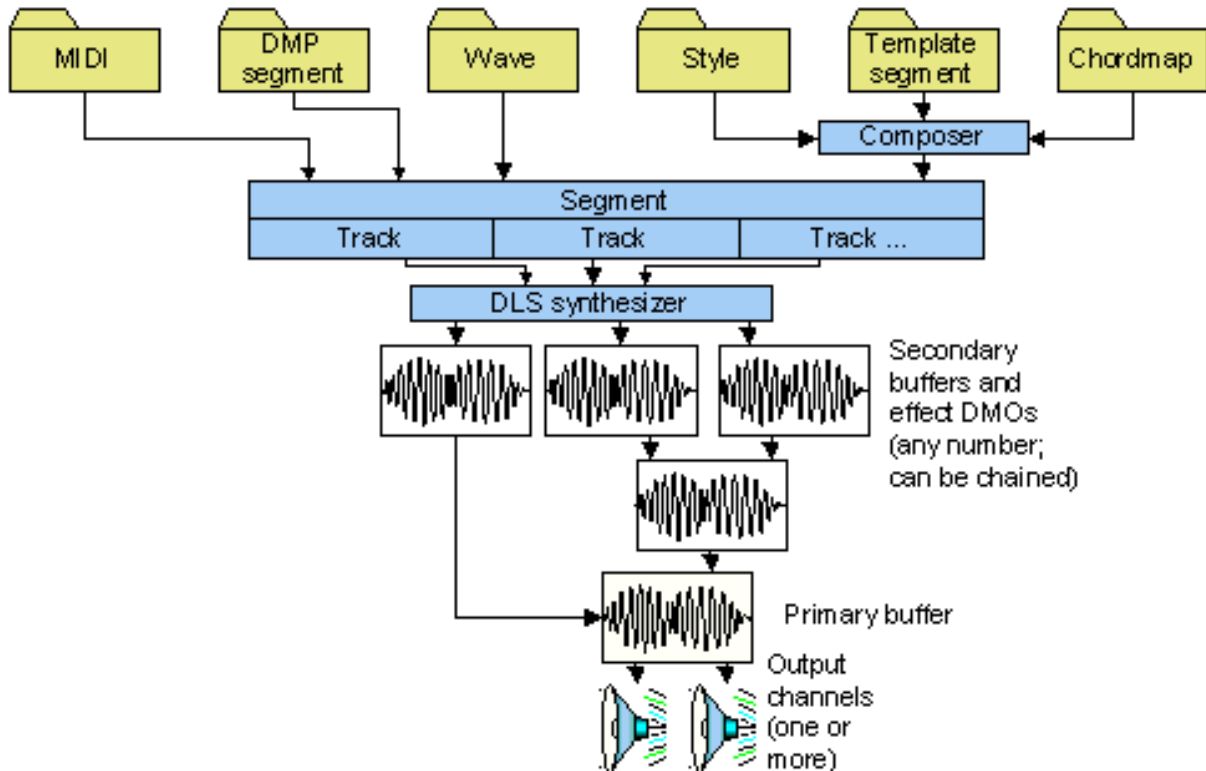 MIDI
DMP
segment
Wave
Style
Template
segment
Chordmap
Composer
Segment
Track
Track
Track ...
DLS synthesizer
Secondary
buffers and
effect DMOs
(any number;
can be chained)
Primary buffer
Output
channels
(one or
more)